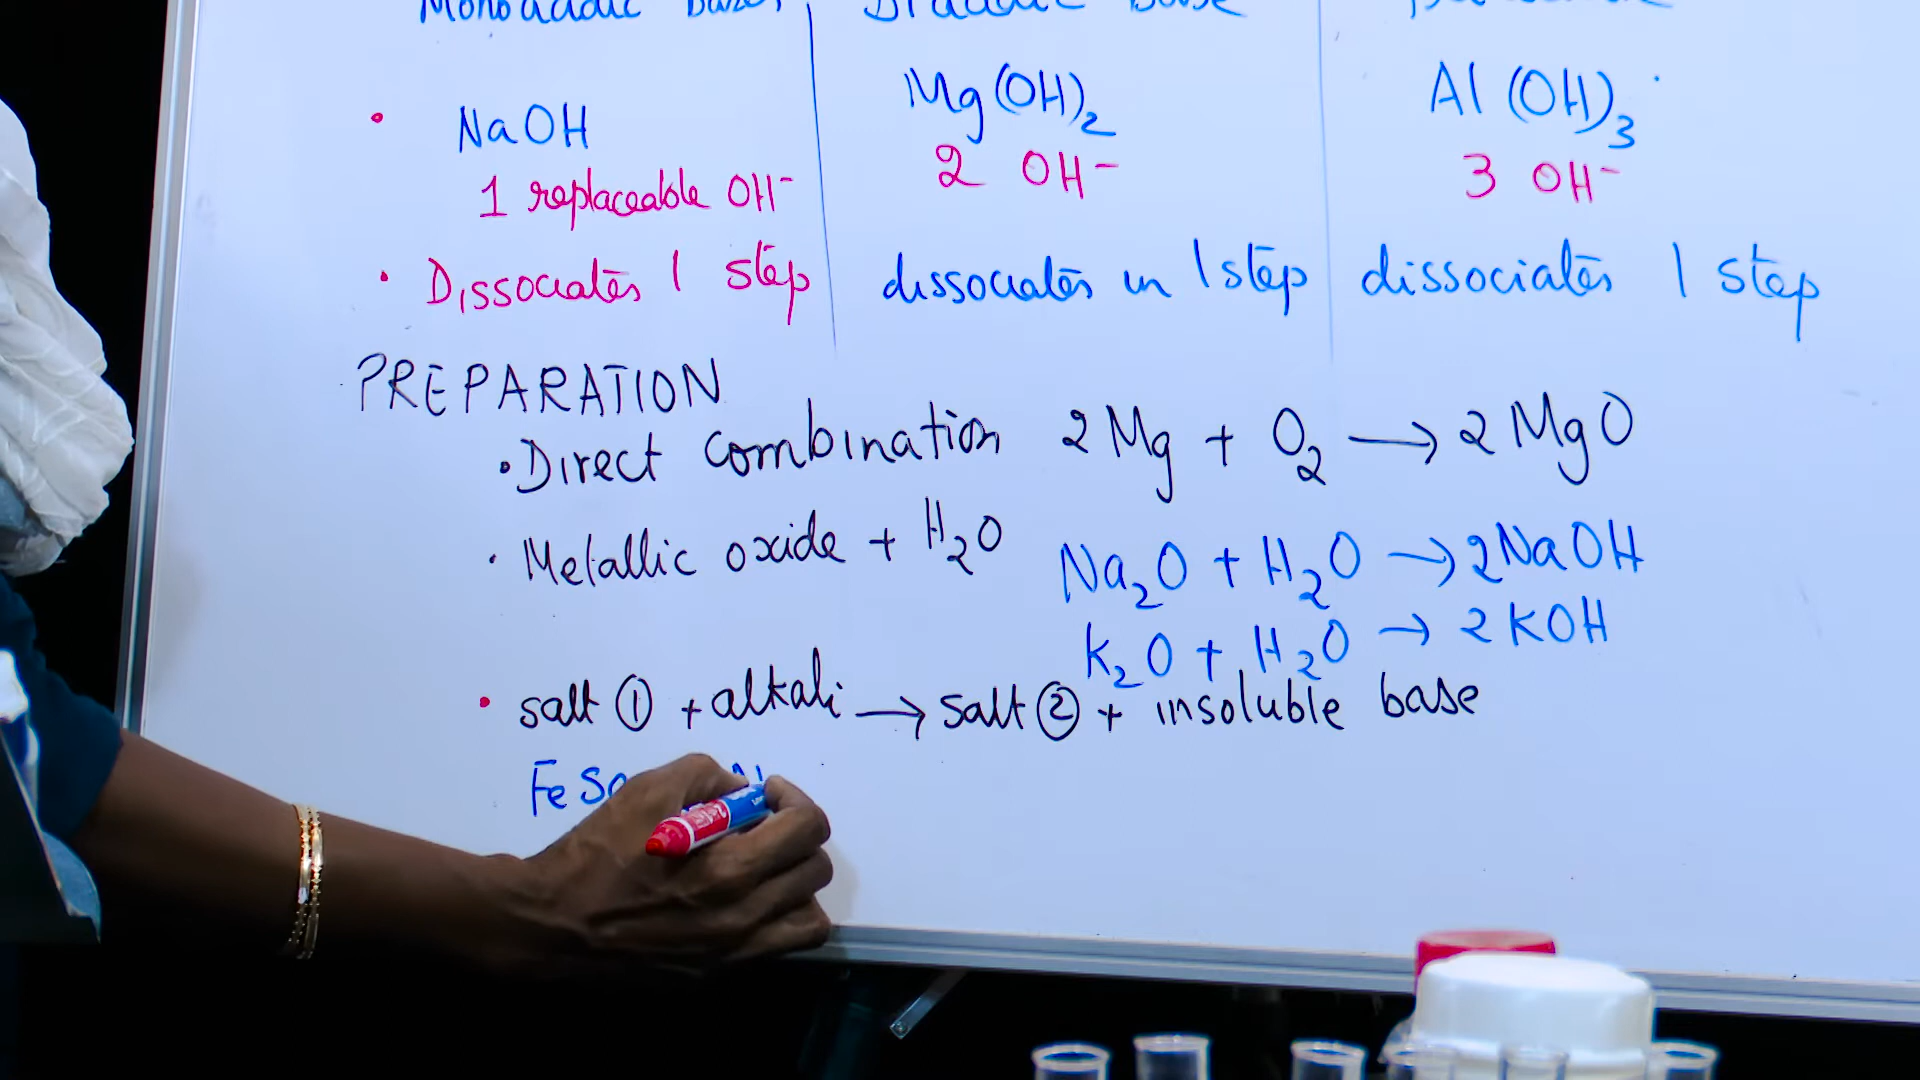 Monoacidic Bases Diacidic Base
NaOH Mg(OH)₂ Al(OH)₃
1 replaceable OH⁻ 2 OH⁻ 3 OH⁻
Dissociates 1 step dissociates in 1 step dissociates 1 step
PREPARATION
• Direct combination 2Mg + O₂ → 2MgO
• Metallic oxide + H₂O Na₂O + H₂O → 2NaOH
K₂O + H₂O → 2KOH
• salt ① + alkali → salt ② + insoluble base
FeSO